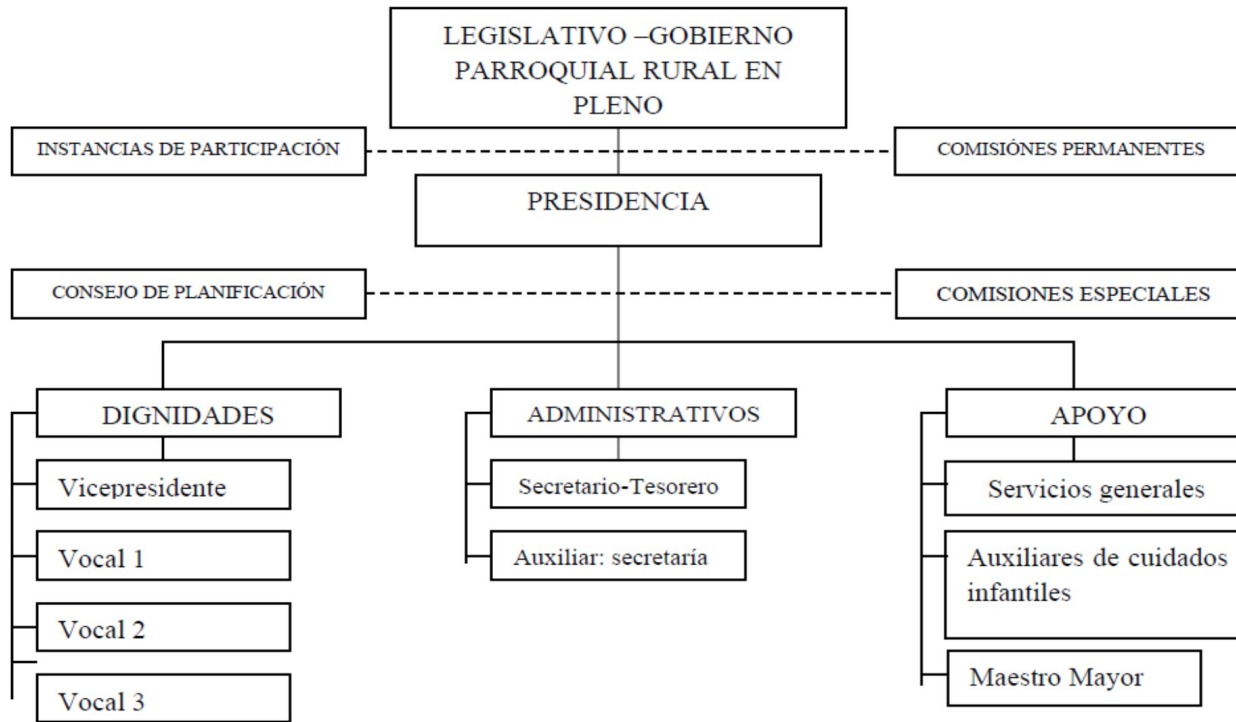 LEGISLATIVO –GOBIERNO
PARROQUIAL RURAL EN
PLENO
INSTANCIAS DE PARTICIPACIÓN
COMISIÓNES PERMANENTES
PRESIDENCIA
CONSEJO DE PLANIFICACIÓN
COMISIONES ESPECIALES
DIGNIDADES
ADMINISTRATIVOS
APOYO
Vicepresidente
Secretario-Tesorero
Servicios generales
Vocal 1
Auxiliar: secretaría
Auxiliares de cuidados
infantiles
Vocal 2
Maestro Mayor
Vocal 3